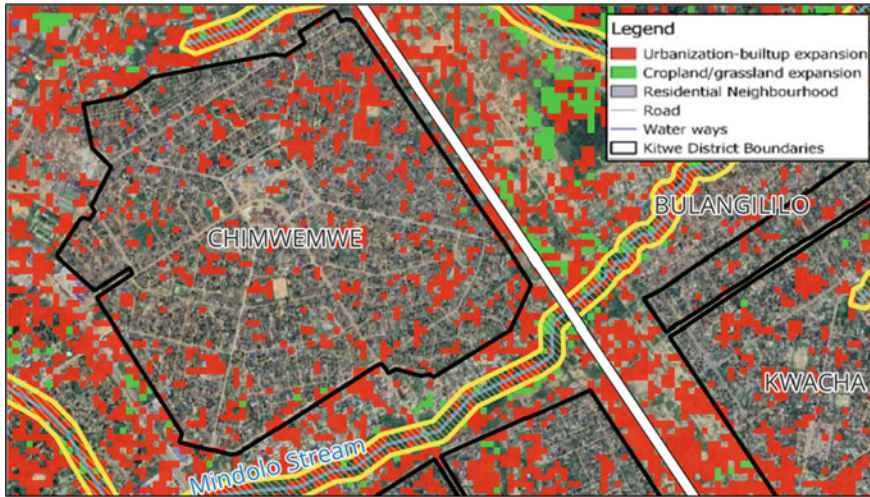 Legend
Urbanization-builtup expansion
Cropland/grassland expansion
Residential Neighbourhood
Road
Water ways
Kitwe District Boundaries
BULANGILILO
CHIMWEMWE
KWACHA
Mindolo Stream